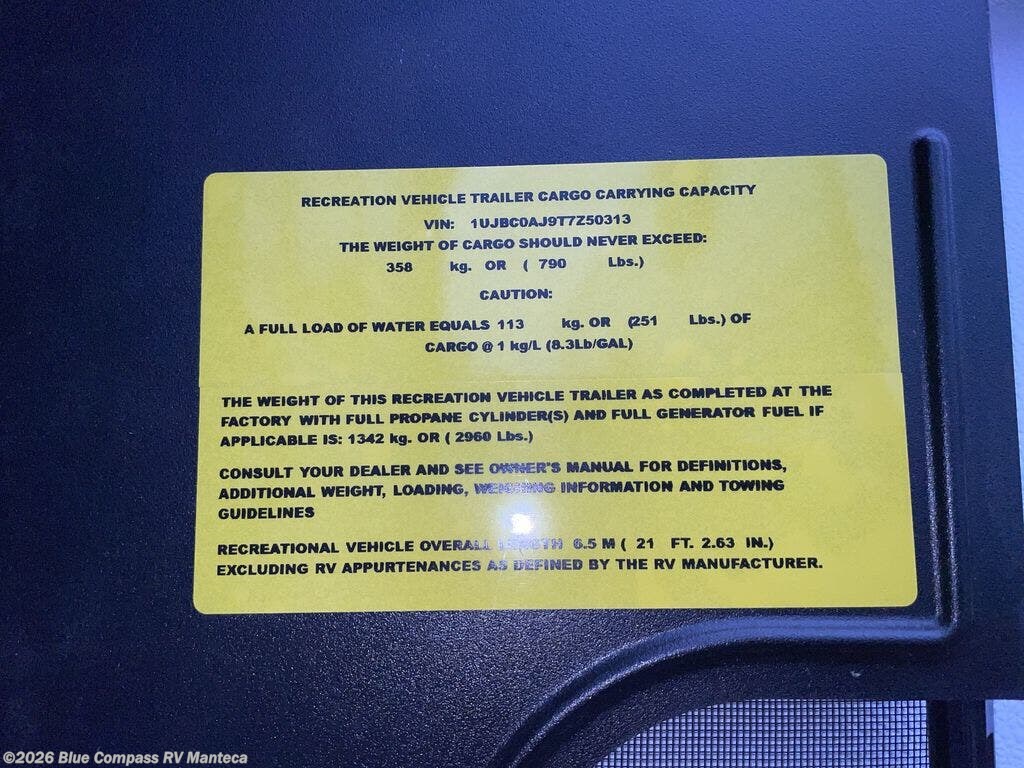 RECREATION VEHICLE TRAILER CARGO CARRYING CAPACITY
VIN: 1UJBC0AJ9T7Z50313
THE WEIGHT OF CARGO SHOULD NEVER EXCEED:
358 kg. OR ( 790 Lbs.)
CAUTION:
A FULL LOAD OF WATER EQUALS 113 kg. OR (251 Lbs.) OF
CARGO @ 1 kg/L (8.3Lb/GAL)
THE WEIGHT OF THIS RECREATION VEHICLE TRAILER AS COMPLETED AT THE
FACTORY WITH FULL PROPANE CYLINDER(S) AND FULL GENERATOR FUEL IF
APPLICABLE IS: 1342 kg. OR ( 2960 Lbs.)
CONSULT YOUR DEALER AND SEE OWNER'S MANUAL FOR DEFINITIONS,
ADDITIONAL WEIGHT, LOADING, WEIGHING INFORMATION AND TOWING
GUIDELINES
RECREATIONAL VEHICLE OVERALL LENGTH 6.5 M ( 21 FT. 2.63 IN.)
EXCLUDING RV APPURTENANCES AS DEFINED BY THE RV MANUFACTURER.
©2026 Blue Compass RV Manteca